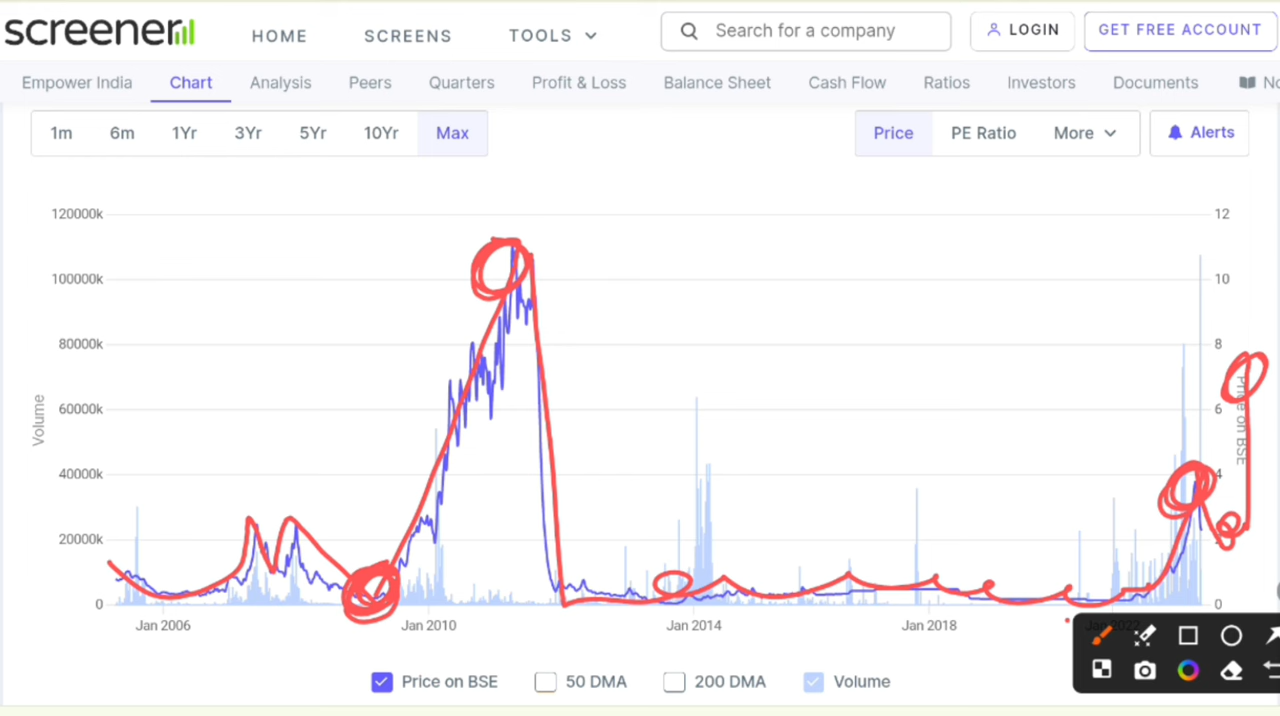 screener HOME SCREENS TOOLS Search for a company LOGIN GET FREE ACCOUNT
Empower India Chart Analysis Peers Quarters Profit & Loss Balance Sheet Cash Flow Ratios Investors Documents
1m 6m 1Yr 3Yr 5Yr 10Yr Max Price PE Ratio More Alerts
120000k 12
100000k 10
80000k 8
60000k 6
40000k 4
20000k 2
0 0
Volume
Price on BSE
Jan 2006 Jan 2010 Jan 2014 Jan 2018 Jan 2022
Price on BSE 50 DMA 200 DMA Volume